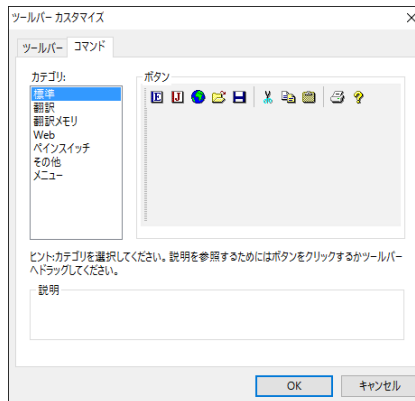 ツールバー カスタマイズ
ツールバー コマンド
カテゴリ:
標準
翻訳
翻訳メモリ
Web
ペインスイッチ
その他
メニュー
ボタン
E J
ヒント:カテゴリを選択してください。説明を参照するためにはボタンをクリックするかツールバー
へドラッグしてください。
説明
OK キャンセル